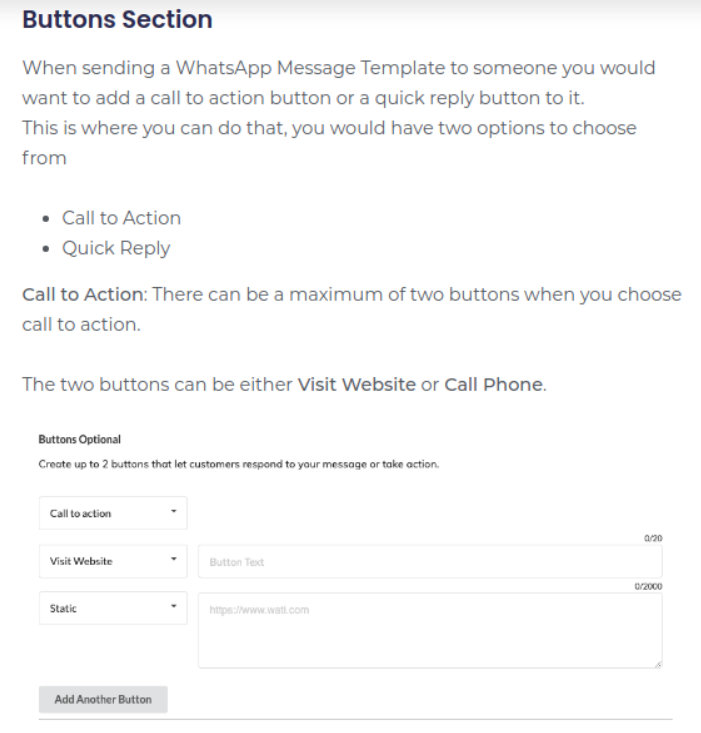 Buttons Section
When sending a WhatsApp Message Template to someone you would
want to add a call to action button or a quick reply button to it.
This is where you can do that, you would have two options to choose
from
• Call to Action
• Quick Reply
Call to Action: There can be a maximum of two buttons when you choose
call to action.
The two buttons can be either Visit Website or Call Phone.
Buttons Optional
Create up to 2 buttons that let customers respond to your message or take action.
Call to action
0/20
Visit Website
Button Text
0/2000
Static
https://www.wati.com
Add Another Button